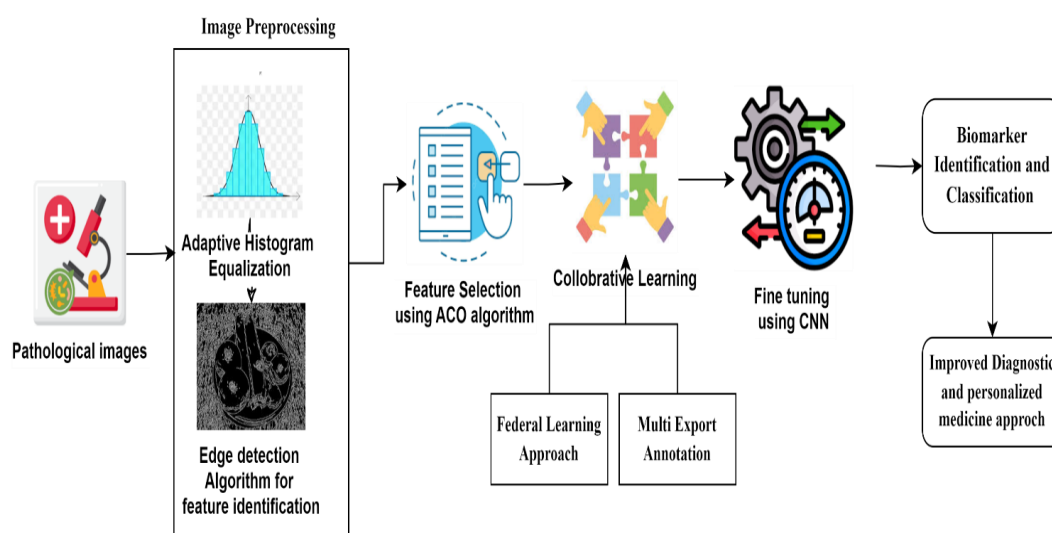 Image Preprocessing
Pathological images
Adaptive Histogram
Equalization
Edge detection
Algorithm for
feature identification
Feature Selection
using ACO algorithm
Collobrative Learning
Federal Learning
Approach
Multi Export
Annotation
Fine tuning
using CNN
Biomarker
Identification and
Classification
Improved Diagnostic
and personalized
medicine approch